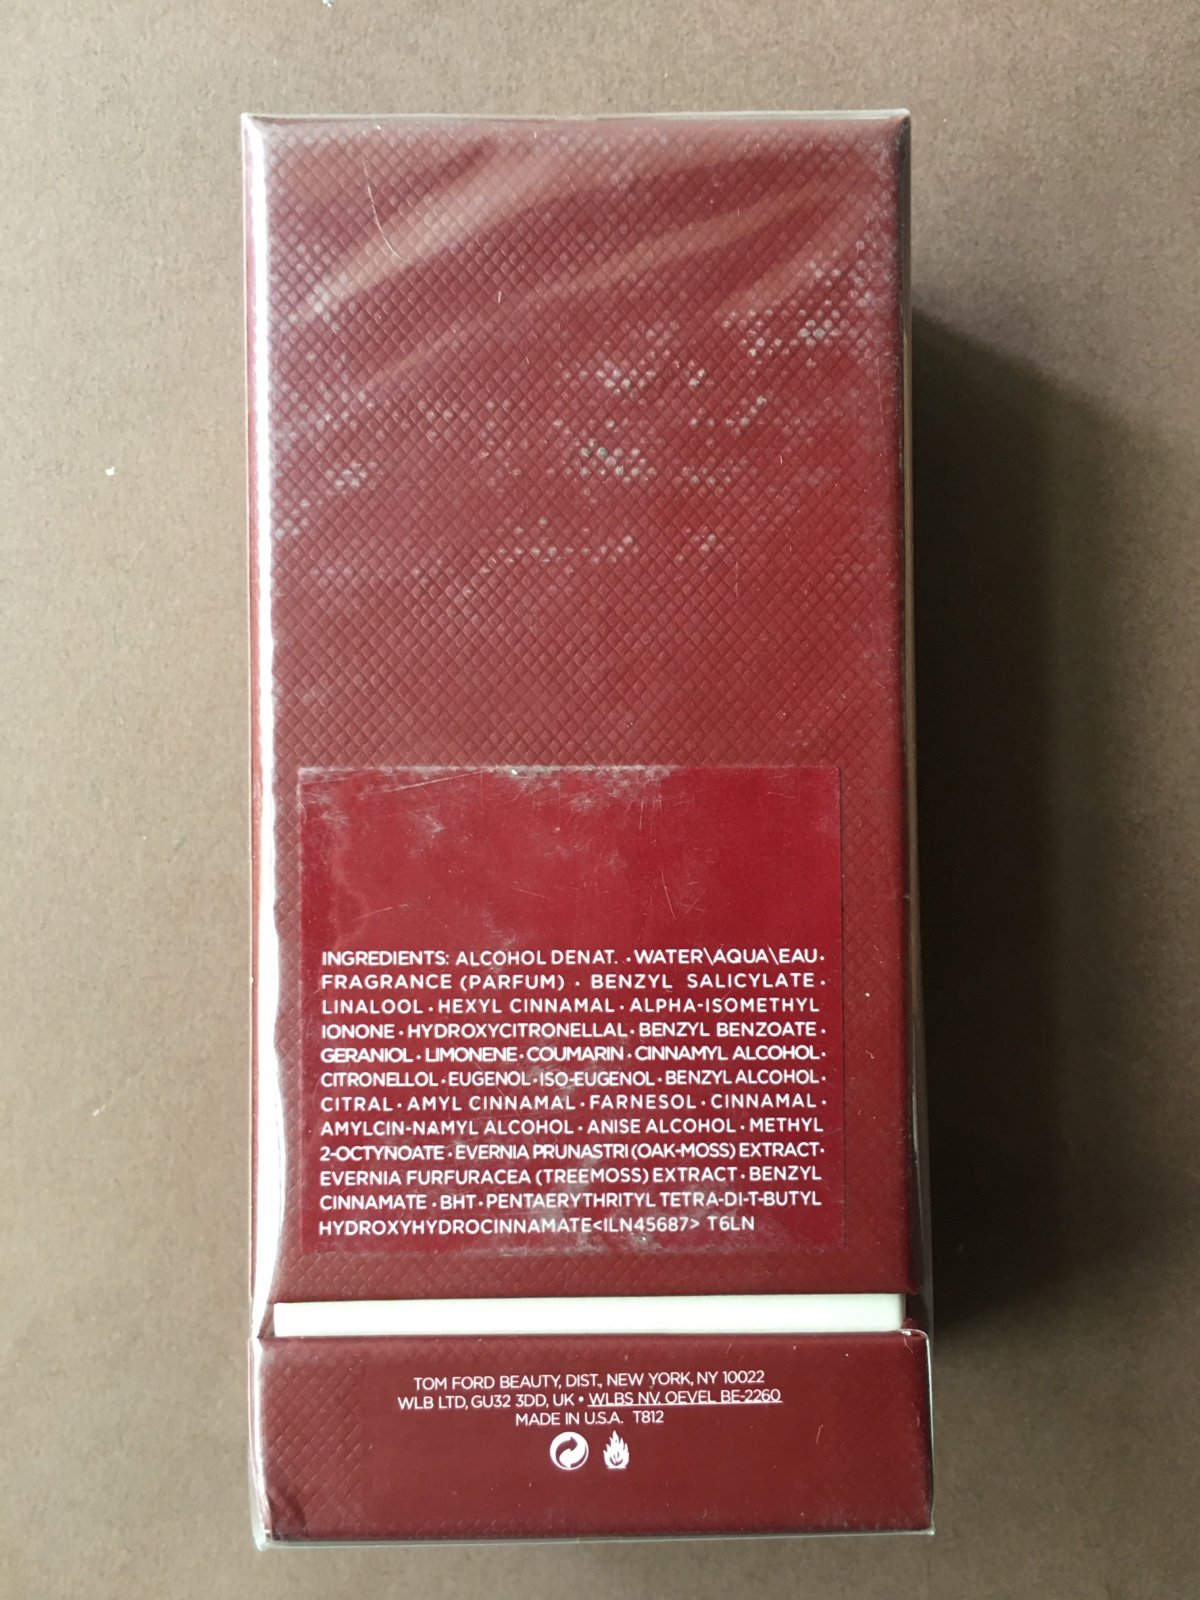 INGREDIENTS: ALCOHOL DENAT. · WATER\AQUA\EAU ·
FRAGRANCE (PARFUM) · BENZYL SALICYLATE ·
LINALOOL · HEXYL CINNAMAL · ALPHA-ISOMETHYL
IONONE · HYDROXYCITRONELLAL · BENZYL BENZOATE ·
GERANIOL · LIMONENE · COUMARIN · CINNAMYL ALCOHOL ·
CITRONELLOL · EUGENOL · ISO-EUGENOL · BENZYL ALCOHOL ·
CITRAL · AMYL CINNAMAL · FARNESOL · CINNAMAL ·
AMYLCIN-NAMYL ALCOHOL · ANISE ALCOHOL · METHYL
2-OCTYNOATE · EVERNIA PRUNASTRI (OAK-MOSS) EXTRACT ·
EVERNIA FURFURACEA (TREEMOSS) EXTRACT · BENZYL
CINNAMATE · BHT · PENTAERYTHRITYL TETRA-DI-T-BUTYL
HYDROXYHYDROCINNAMATE<ILN45687> T6LN
TOM FORD BEAUTY, DIST., NEW YORK, NY 10022
WLB LTD, GU32 3DD, UK • WLBS NV. OEVEL BE-2260
MADE IN U.S.A. T812